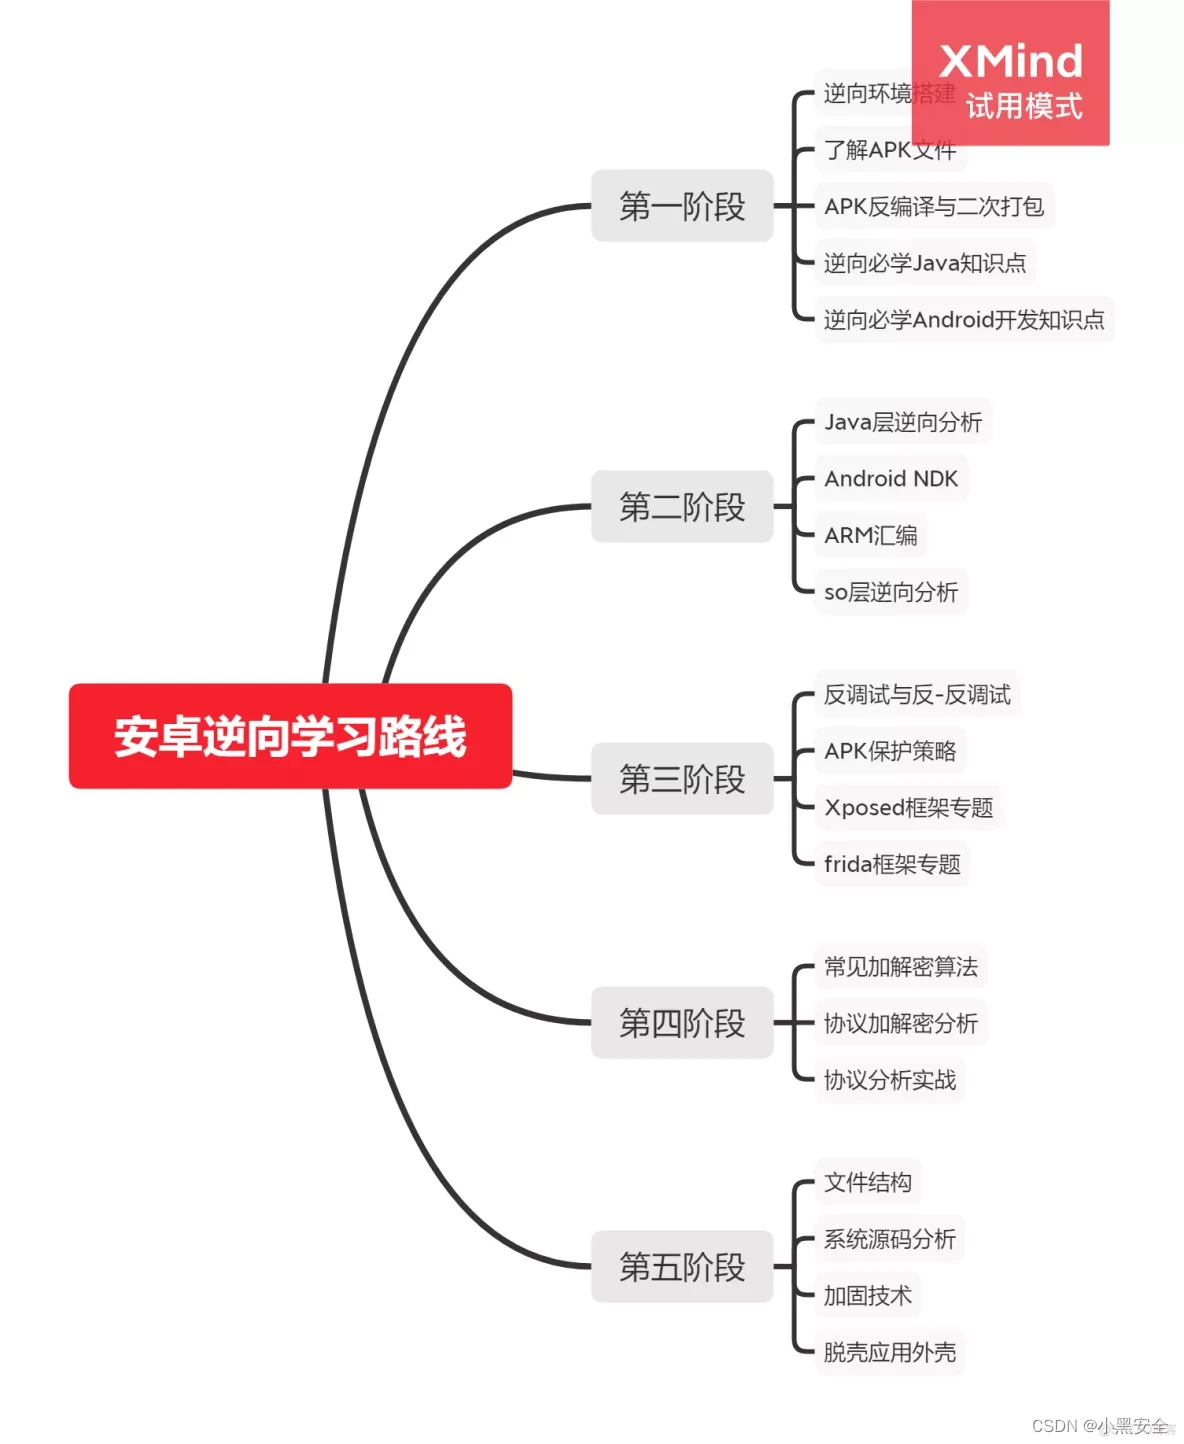 XMind
试用模式
逆向环境搭建
了解APK文件
第一阶段
APK反编译与二次打包
逆向必学Java知识点
逆向必学Android开发知识点
Java层逆向分析
Android NDK
第二阶段
ARM汇编
so层逆向分析
安卓逆向学习路线
反调试与反-反调试
APK保护策略
第三阶段
Xposed框架专题
frida框架专题
常见加解密算法
第四阶段
协议加解密分析
协议分析实战
文件结构
系统源码分析
第五阶段
加固技术
脱壳应用外壳
CSDN @小黑安全